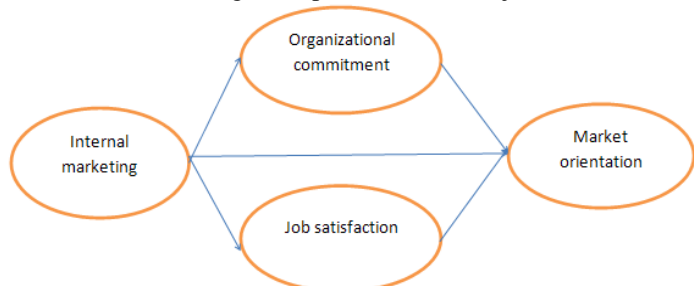 Organizational
commitment
Internal
marketing
Market
orientation
Job satisfaction